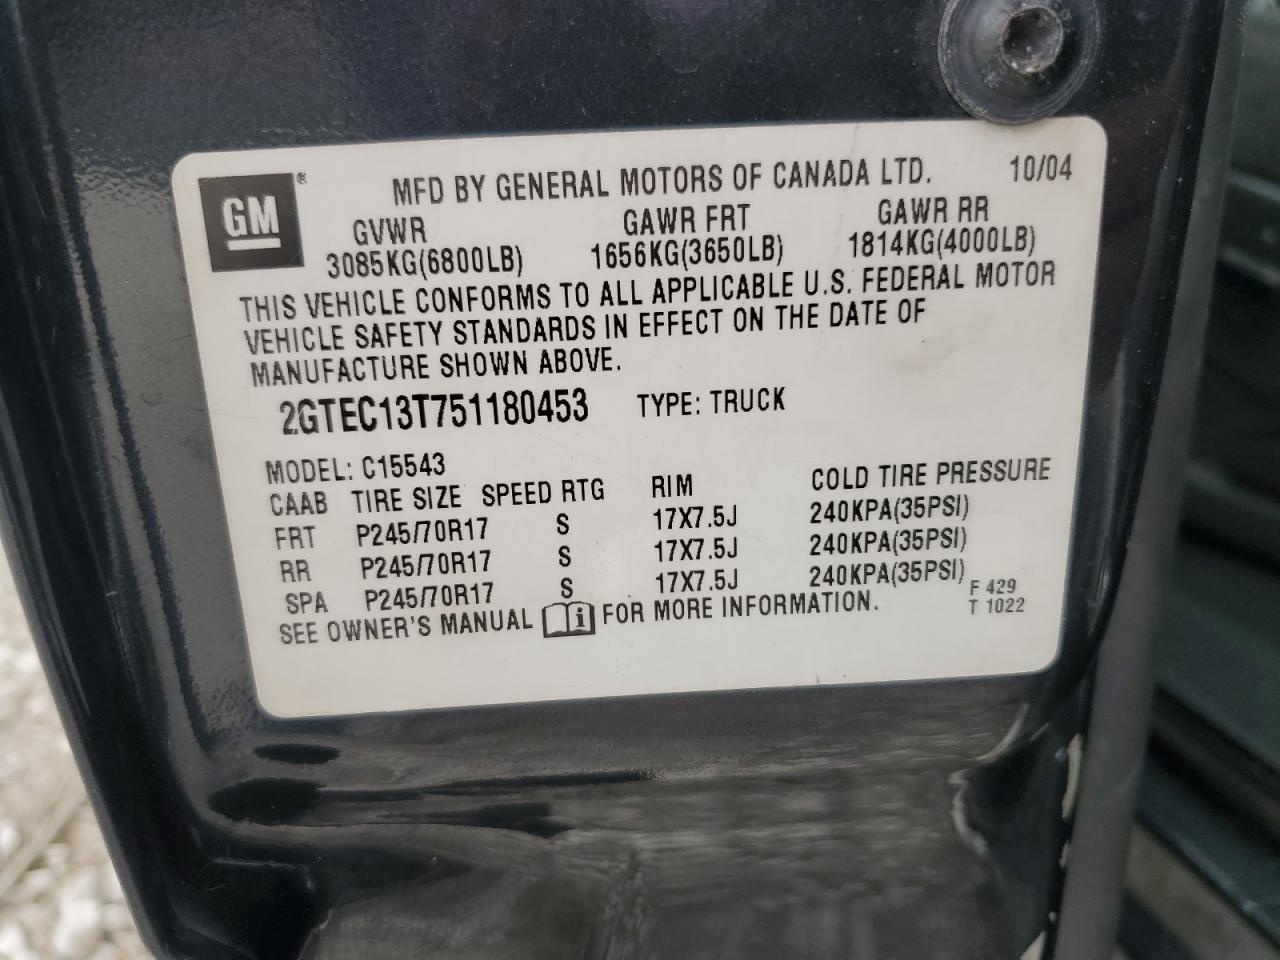 GM ® MFD BY GENERAL MOTORS OF CANADA LTD. 10/04
GVWR GAWR FRT GAWR RR
3085KG(6800LB) 1656KG(3650LB) 1814KG(4000LB)
THIS VEHICLE CONFORMS TO ALL APPLICABLE U.S. FEDERAL MOTOR
VEHICLE SAFETY STANDARDS IN EFFECT ON THE DATE OF
MANUFACTURE SHOWN ABOVE.
2GTEC13T751180453 TYPE: TRUCK
MODEL: C15543
CAAB TIRE SIZE SPEED RTG RIM COLD TIRE PRESSURE
FRT P245/70R17 S 17X7.5J 240KPA(35PSI)
RR P245/70R17 S 17X7.5J 240KPA(35PSI)
SPA P245/70R17 S 17X7.5J 240KPA(35PSI)
SEE OWNER'S MANUAL i FOR MORE INFORMATION.
F 429
T 1022